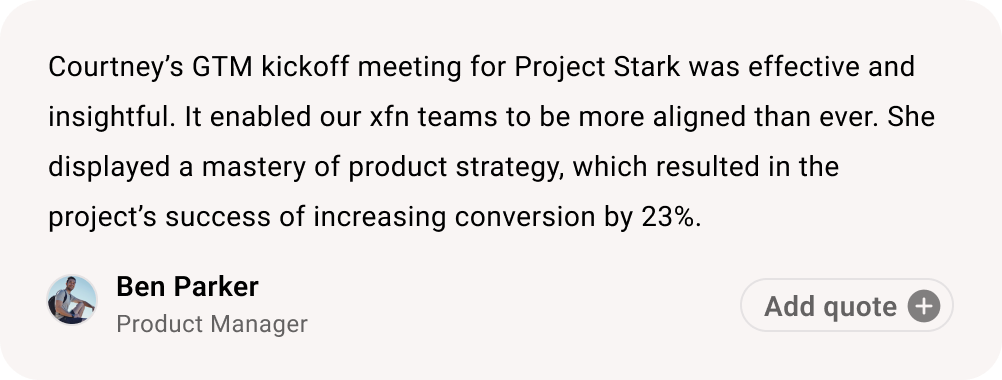 Courtney’s GTM kickoff meeting for Project Stark was effective and
insightful. It enabled our xfn teams to be more aligned than ever. She
displayed a mastery of product strategy, which resulted in the
project’s success of increasing conversion by 23%.
Ben Parker
Product Manager
Add quote